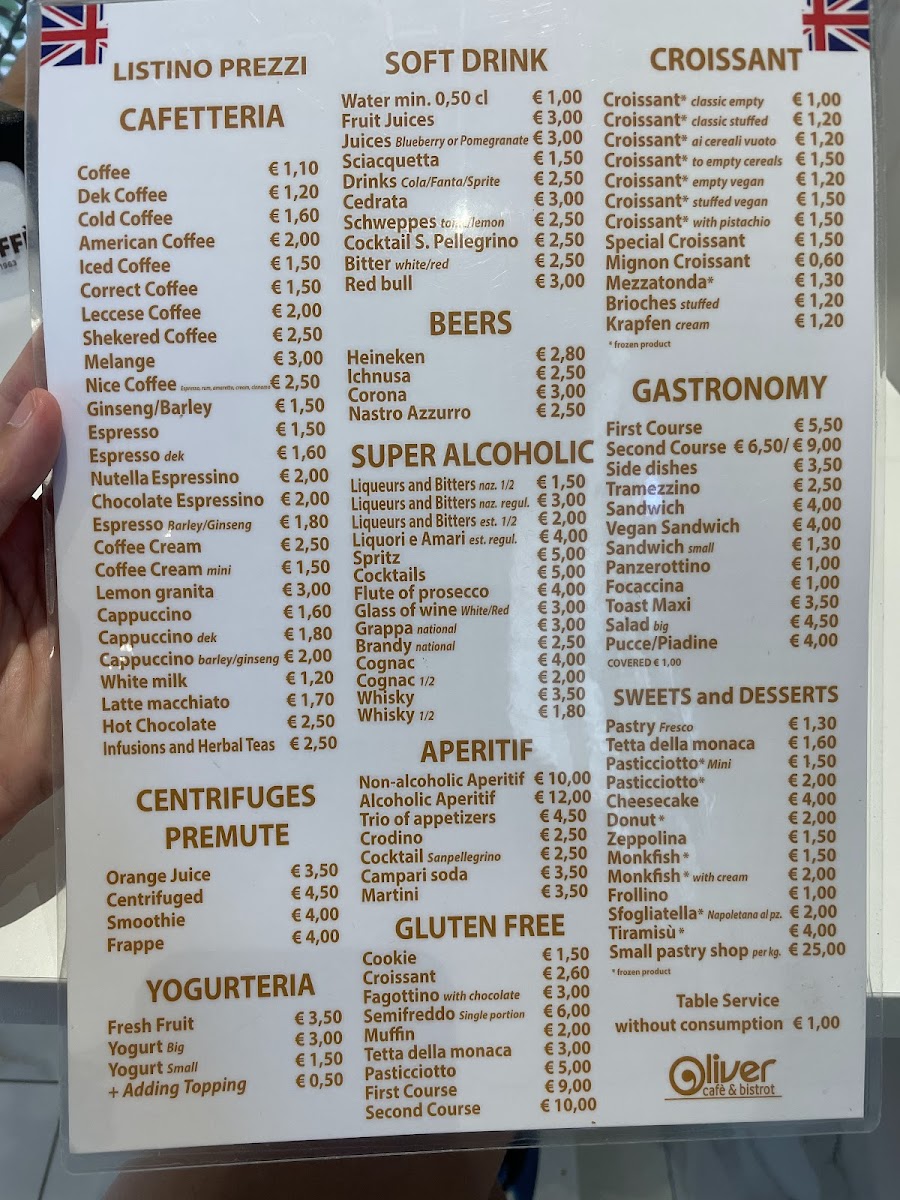 LISTINO PREZZI
CAFETTERIA
Coffee € 1,10
Dek Coffee € 1,20
Cold Coffee € 1,60
American Coffee € 2,00
Iced Coffee € 1,50
Correct Coffee € 1,50
Leccese Coffee € 2,00
Shekered Coffee € 2,50
Melange € 3,00
Nice Coffee € 2,50
Ginseng/Barley € 1,50
Espresso € 1,50
Espresso dek € 1,60
Nutella Espressino € 2,00
Chocolate Espressino € 2,00
Espresso Barley/Ginseng € 1,80
Coffee Cream € 2,50
Coffee Cream mini € 1,50
Lemon granita € 3,00
Cappuccino € 1,60
Cappuccino dek € 1,80
Cappuccino barley/ginseng € 2,00
White milk € 1,20
Latte macchiato € 1,70
Hot Chocolate € 2,50
Infusions and Herbal Teas € 2,50
CENTRIFUGES
PREMUTE
Orange Juice € 3,50
Centrifuged € 4,50
Smoothie € 4,00
Frappe € 4,00
YOGURTERIA
Fresh Fruit € 3,50
Yogurt Big € 3,00
Yogurt Small € 1,50
+ Adding Topping € 0,50
SOFT DRINK
Water min. 0,50 cl € 1,00
Fruit Juices € 3,00
Juices Blueberry or Pomegranate € 3,00
Sciacquetta € 1,50
Drinks Cola/Fanta/Sprite € 2,50
Cedrata € 3,00
Schweppes € 2,50
Cocktail S. Pellegrino € 2,50
Bitter white/red € 2,50
Red bull € 3,00
BEERS
Heineken € 2,80
Ichnusa € 2,50
Corona € 3,00
Nastro Azzurro € 2,50
SUPER ALCOHOLIC
Liqueurs and Bitters naz. 1/2 € 1,50
Liqueurs and Bitters naz. regul. € 3,00
Liqueurs and Bitters est. 1/2 € 2,00
Liquori e Amari est. regul. € 4,00
Spritz € 5,00
Cocktails € 5,00
Flute of prosecco € 4,00
Glass of wine White/Red € 3,00
Grappa national € 3,00
Brandy national € 2,50
Cognac € 4,00
Cognac 1/2 € 2,00
Whisky € 3,50
Whisky 1/2 € 1,80
APERITIF
Non-alcoholic Aperitif € 10,00
Alcoholic Aperitif € 12,00
Trio of appetizers € 4,50
Crodino € 2,50
Cocktail Sanpellegrino € 2,50
Campari soda € 3,50
Martini € 3,50
GLUTEN FREE
Cookie € 1,50
Croissant € 2,60
Fagottino with chocolate € 3,00
Semifreddo Single portion € 6,00
Muffin € 2,00
Tetta della monaca € 3,00
Pasticciotto € 5,00
First Course € 9,00
Second Course € 10,00
CROISSANT
Croissant* classic empty € 1,00
Croissant* classic stuffed € 1,20
Croissant* ai cereali vuoto € 1,20
Croissant* to empty cereals € 1,50
Croissant* empty vegan € 1,20
Croissant* stuffed vegan € 1,50
Croissant* with pistachio € 1,50
Special Croissant € 1,50
Mignon Croissant € 0,60
Mezzatonda* € 1,30
Brioches stuffed € 1,20
Krapfen cream € 1,20
* frozen product
GASTRONOMY
First Course € 5,50
Second Course € 6,50/€ 9,00
Side dishes € 3,50
Tramezzino € 2,50
Sandwich € 4,00
Vegan Sandwich € 4,00
Sandwich small € 1,30
Panzerottino € 1,00
Focaccina € 1,00
Toast Maxi € 3,50
Salad big € 4,50
Pucce/Piadine € 4,00
COVERED € 1,00
SWEETS and DESSERTS
Pastry Fresco € 1,30
Tetta della monaca € 1,60
Pasticciotto* Mini € 1,50
Pasticciotto* € 2,00
Cheesecake € 4,00
Donut* € 2,00
Zeppolina € 1,50
Monkfish* € 1,50
Monkfish* with cream € 2,00
Frollino € 1,00
Sfogliatella* Napoletana al pz. € 2,00
Tiramisù* € 4,00
Small pastry shop per kg. € 25,00
* frozen product
Table Service
without consumption € 1,00
Oliver
cafè & bistrot